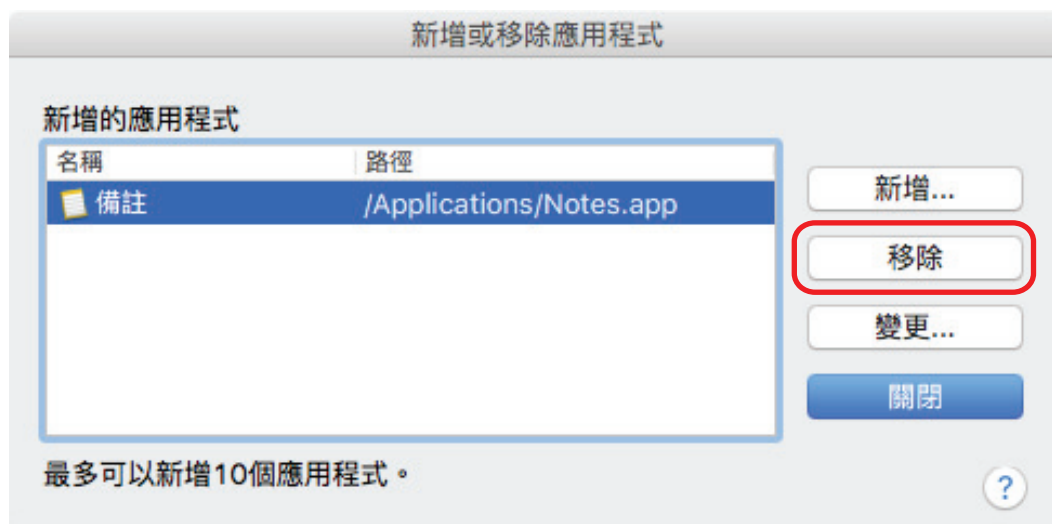 新增或移除應用程式
新增的應用程式
名稱 路徑
備註 /Applications/Notes.app
新增...
移除
變更...
關閉
最多可以新增10個應用程式。
?